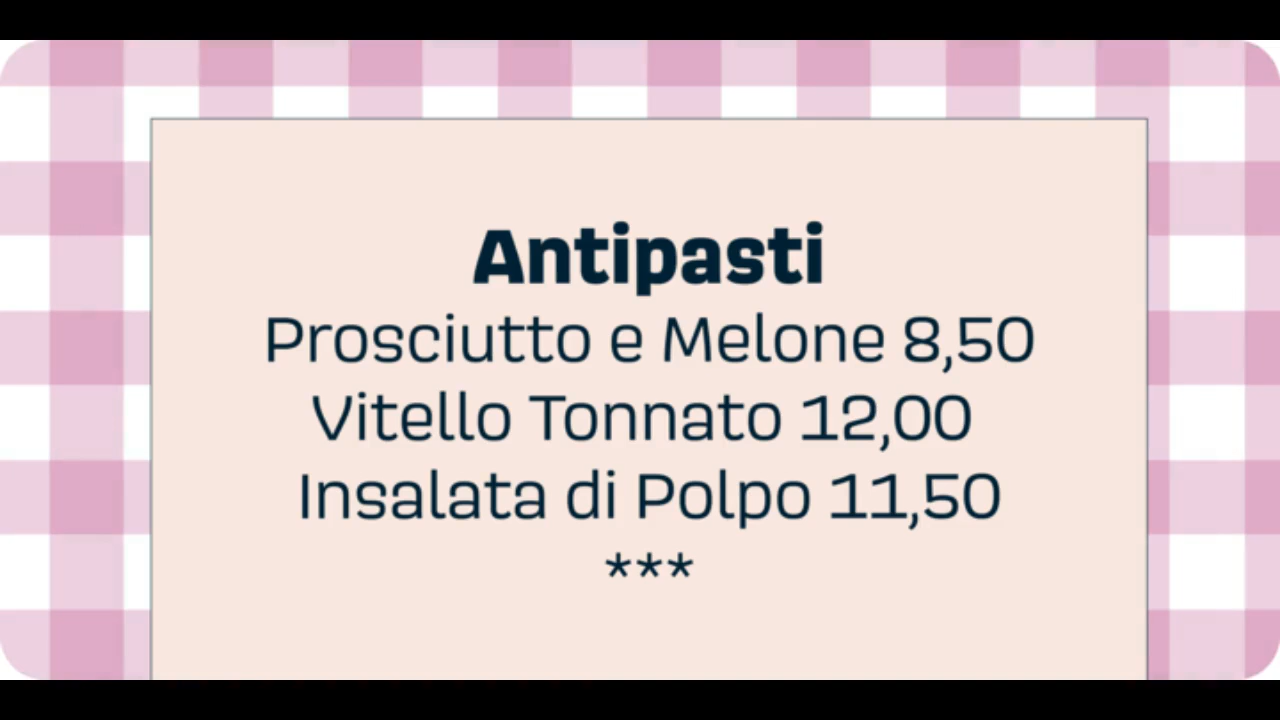 Antipasti
Prosciutto e Melone 8,50
Vitello Tonnato 12,00
Insalata di Polpo 11,50
***